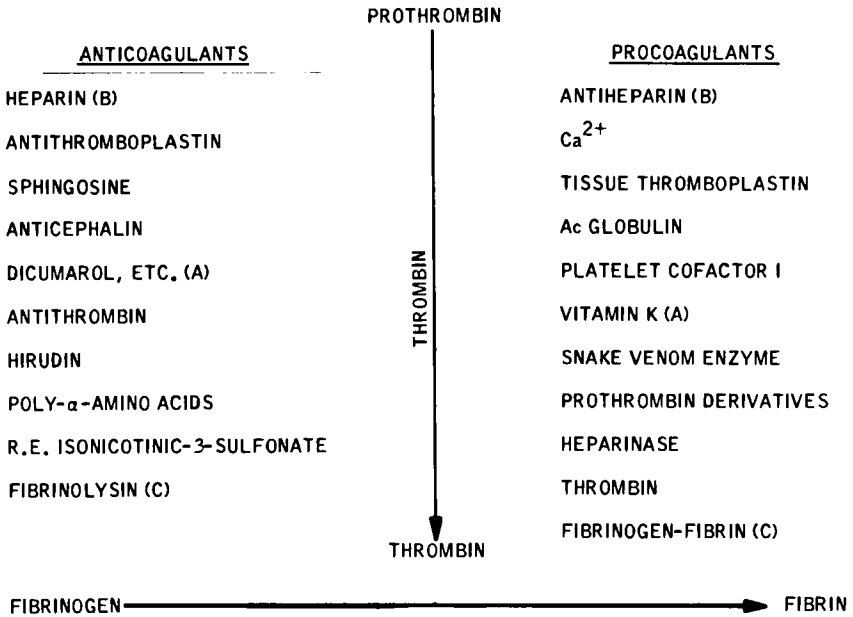 PROTHROMBIN
ANTICOAGULANTS
HEPARIN (B)
ANTITHROMBOPLASTIN
SPHINGOSINE
ANTICEPHALIN
DICUMAROL, ETC. (A)
ANTITHROMBIN
HIRUDIN
POLY-α-AMINO ACIDS
R.E. ISONICOTINIC-3-SULFONATE
FIBRINOLYSIN (C)
THROMBIN
PROCOAGULANTS
ANTIHEPARIN (B)
Ca²⁺
TISSUE THROMBOPLASTIN
Ac GLOBULIN
PLATELET COFACTOR I
VITAMIN K (A)
SNAKE VENOM ENZYME
PROTHROMBIN DERIVATIVES
HEPARINASE
THROMBIN
FIBRINOGEN-FIBRIN (C)
THROMBIN
FIBRINOGEN FIBRIN